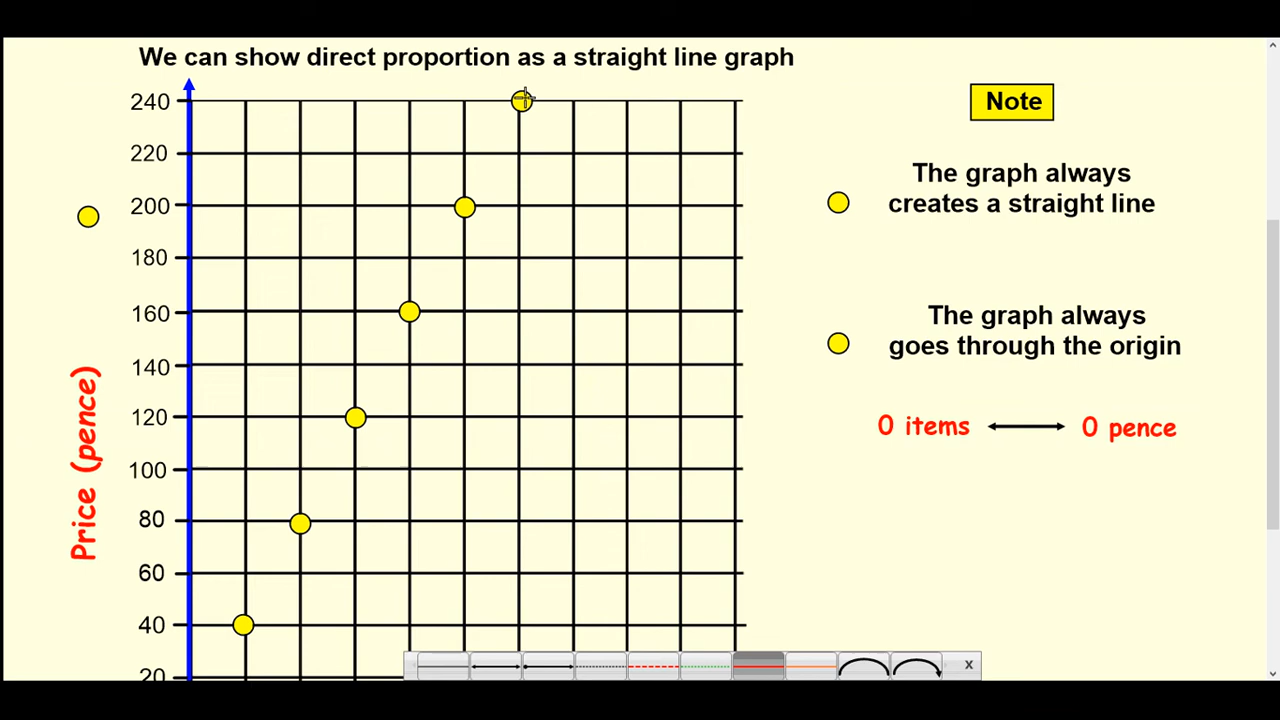 We can show direct proportion as a straight line graph
240
220
200
180
160
140
120
100
80
60
40
20
Price (pence)
Note
The graph always
creates a straight line
The graph always
goes through the origin
0 items
0 pence
x